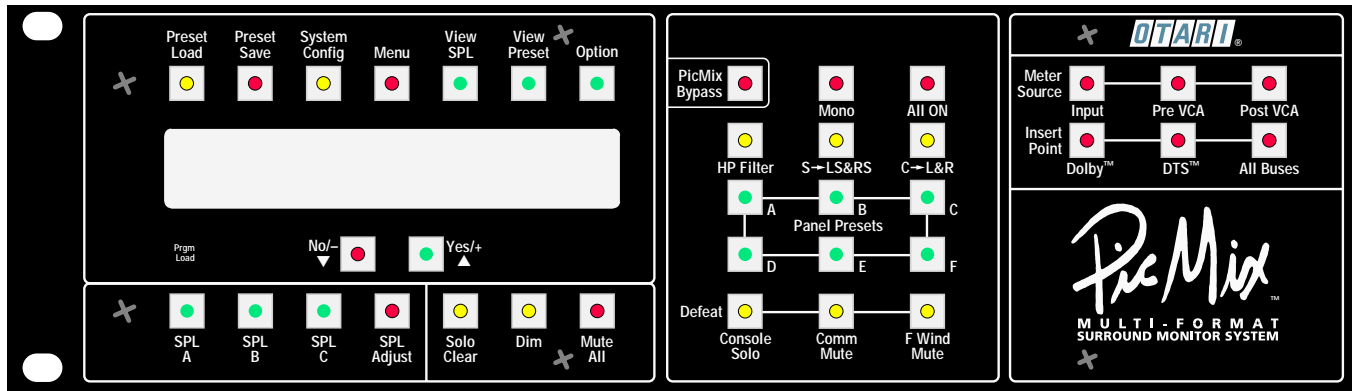 Preset Load
Preset Save
System Config
Menu
View SPL
View Preset
Option
Prgm Load
No/– ▼
Yes/+ ▲
SPL A
SPL B
SPL C
SPL Adjust
Solo Clear
Dim
Mute All
PicMix Bypass
Mono
All ON
HP Filter
S→LS&RS
C→L&R
A
B
C
Panel Presets
D
E
F
Defeat
Console Solo
Comm Mute
F Wind Mute
OTARI®
Meter Source
Input
Pre VCA
Post VCA
Insert Point
Dolby™
DTS™
All Buses
PicMix™
MULTI-FORMAT
SURROUND MONITOR SYSTEM